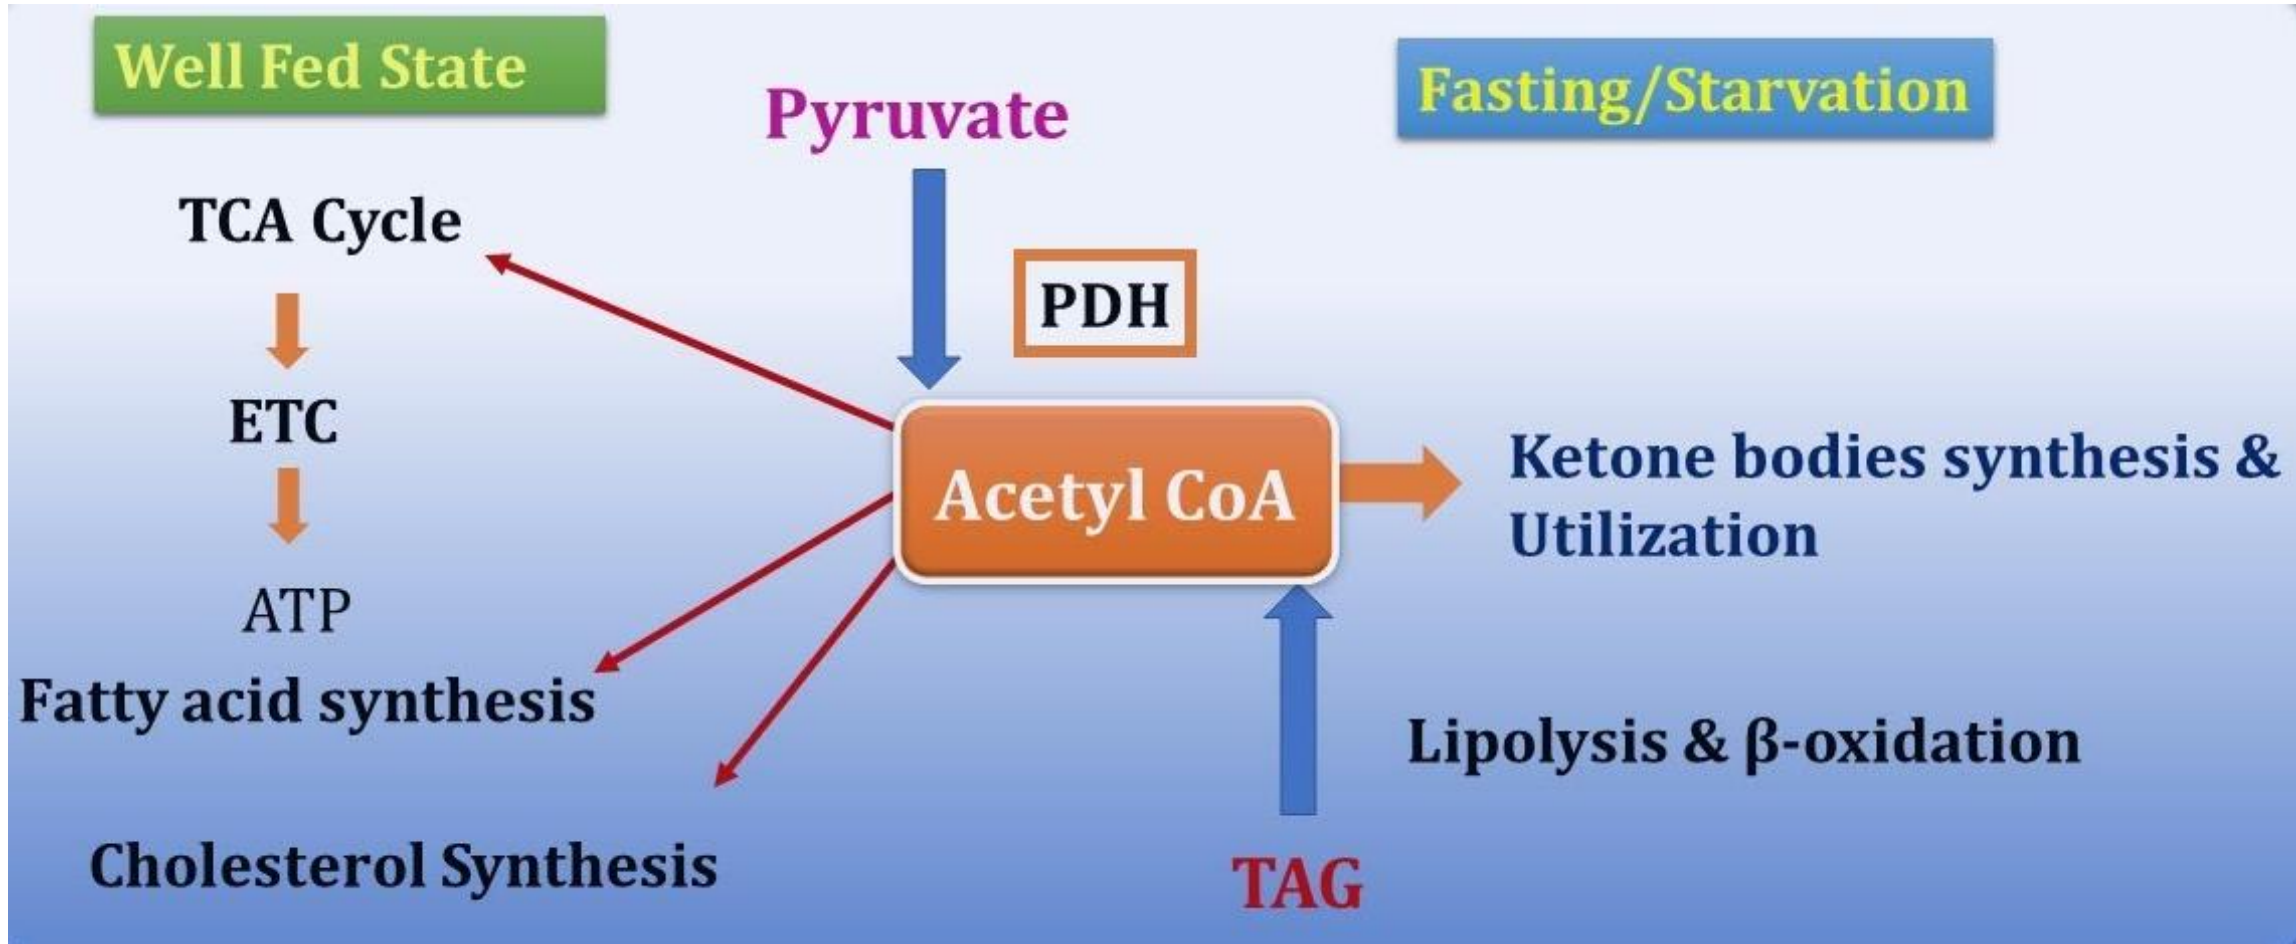 Well Fed State
Pyruvate
Fasting/Starvation
TCA Cycle
PDH
ETC
Acetyl CoA
Ketone bodies synthesis &
Utilization
ATP
Fatty acid synthesis
Lipolysis & β-oxidation
Cholesterol Synthesis
TAG